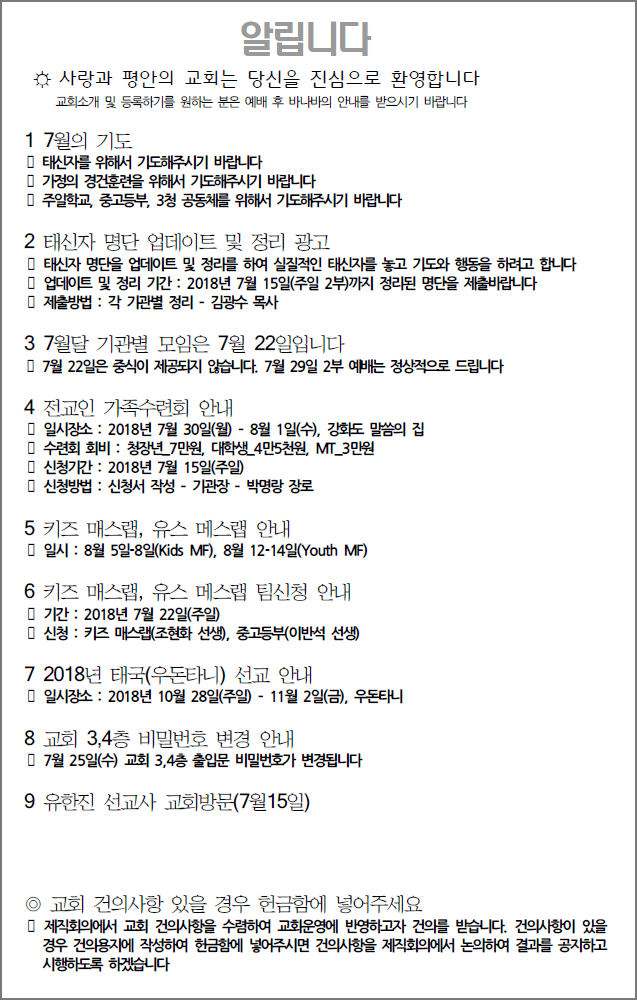 알립니다
☼ 사랑과 평안의 교회는 당신을 진심으로 환영합니다
교회소개 및 등록하기를 원하는 분은 예배 후 바나바의 안내를 받으시기 바랍니다
1 7월의 기도
▯ 태신자를 위해서 기도해주시기 바랍니다
▯ 가정의 경건훈련을 위해서 기도해주시기 바랍니다
▯ 주일학교, 중고등부, 3청 공동체를 위해서 기도해주시기 바랍니다
2 태신자 명단 업데이트 및 정리 광고
▯ 태신자 명단을 업데이트 및 정리를 하여 실질적인 태신자를 놓고 기도와 행동을 하려고 합니다
▯ 업데이트 및 정리 기간 : 2018년 7월 15일(주일 2부)까지 정리된 명단을 제출바랍니다
▯ 제출방법 : 각 기관별 정리 - 김광수 목사
3 7월달 기관별 모임은 7월 22일입니다
▯ 7월 22일은 중식이 제공되지 않습니다. 7월 29일 2부 예배는 정상적으로 드립니다
4 전교인 가족수련회 안내
▯ 일시장소 : 2018년 7월 30일(월) - 8월 1일(수), 강화도 말씀의 집
▯ 수련회 회비 : 청장년_7만원, 대학생_4만5천원, MT_3만원
▯ 신청기간 : 2018년 7월 15일(주일)
▯ 신청방법 : 신청서 작성 - 기관장 - 박명랑 장로
5 키즈 매스랩, 유스 메스랩 안내
▯ 일시 : 8월 5일-8일(Kids MF), 8월 12-14일(Youth MF)
6 키즈 매스랩, 유스 메스랩 팀신청 안내
▯ 기간 : 2018년 7월 22일(주일)
▯ 신청 : 키즈 매스랩(조현화 선생), 중고등부(이반석 선생)
7 2018년 태국(우돈타니) 선교 안내
▯ 일시장소 : 2018년 10월 28일(주일) - 11월 2일(금), 우돈타니
8 교회 3,4층 비밀번호 변경 안내
▯ 7월 25일(수) 교회 3,4층 출입문 비밀번호가 변경됩니다
9 유한진 선교사 교회방문(7월15일)
◎ 교회 건의사항 있을 경우 헌금함에 넣어주세요
▯ 제직회의에서 교회 건의사항을 수렴하여 교회운영에 반영하고자 건의를 받습니다. 건의사항이 있을
경우 건의용지에 작성하여 헌금함에 넣어주시면 건의사항을 제직회의에서 논의하여 결과를 공지하고
시행하도록 하겠습니다